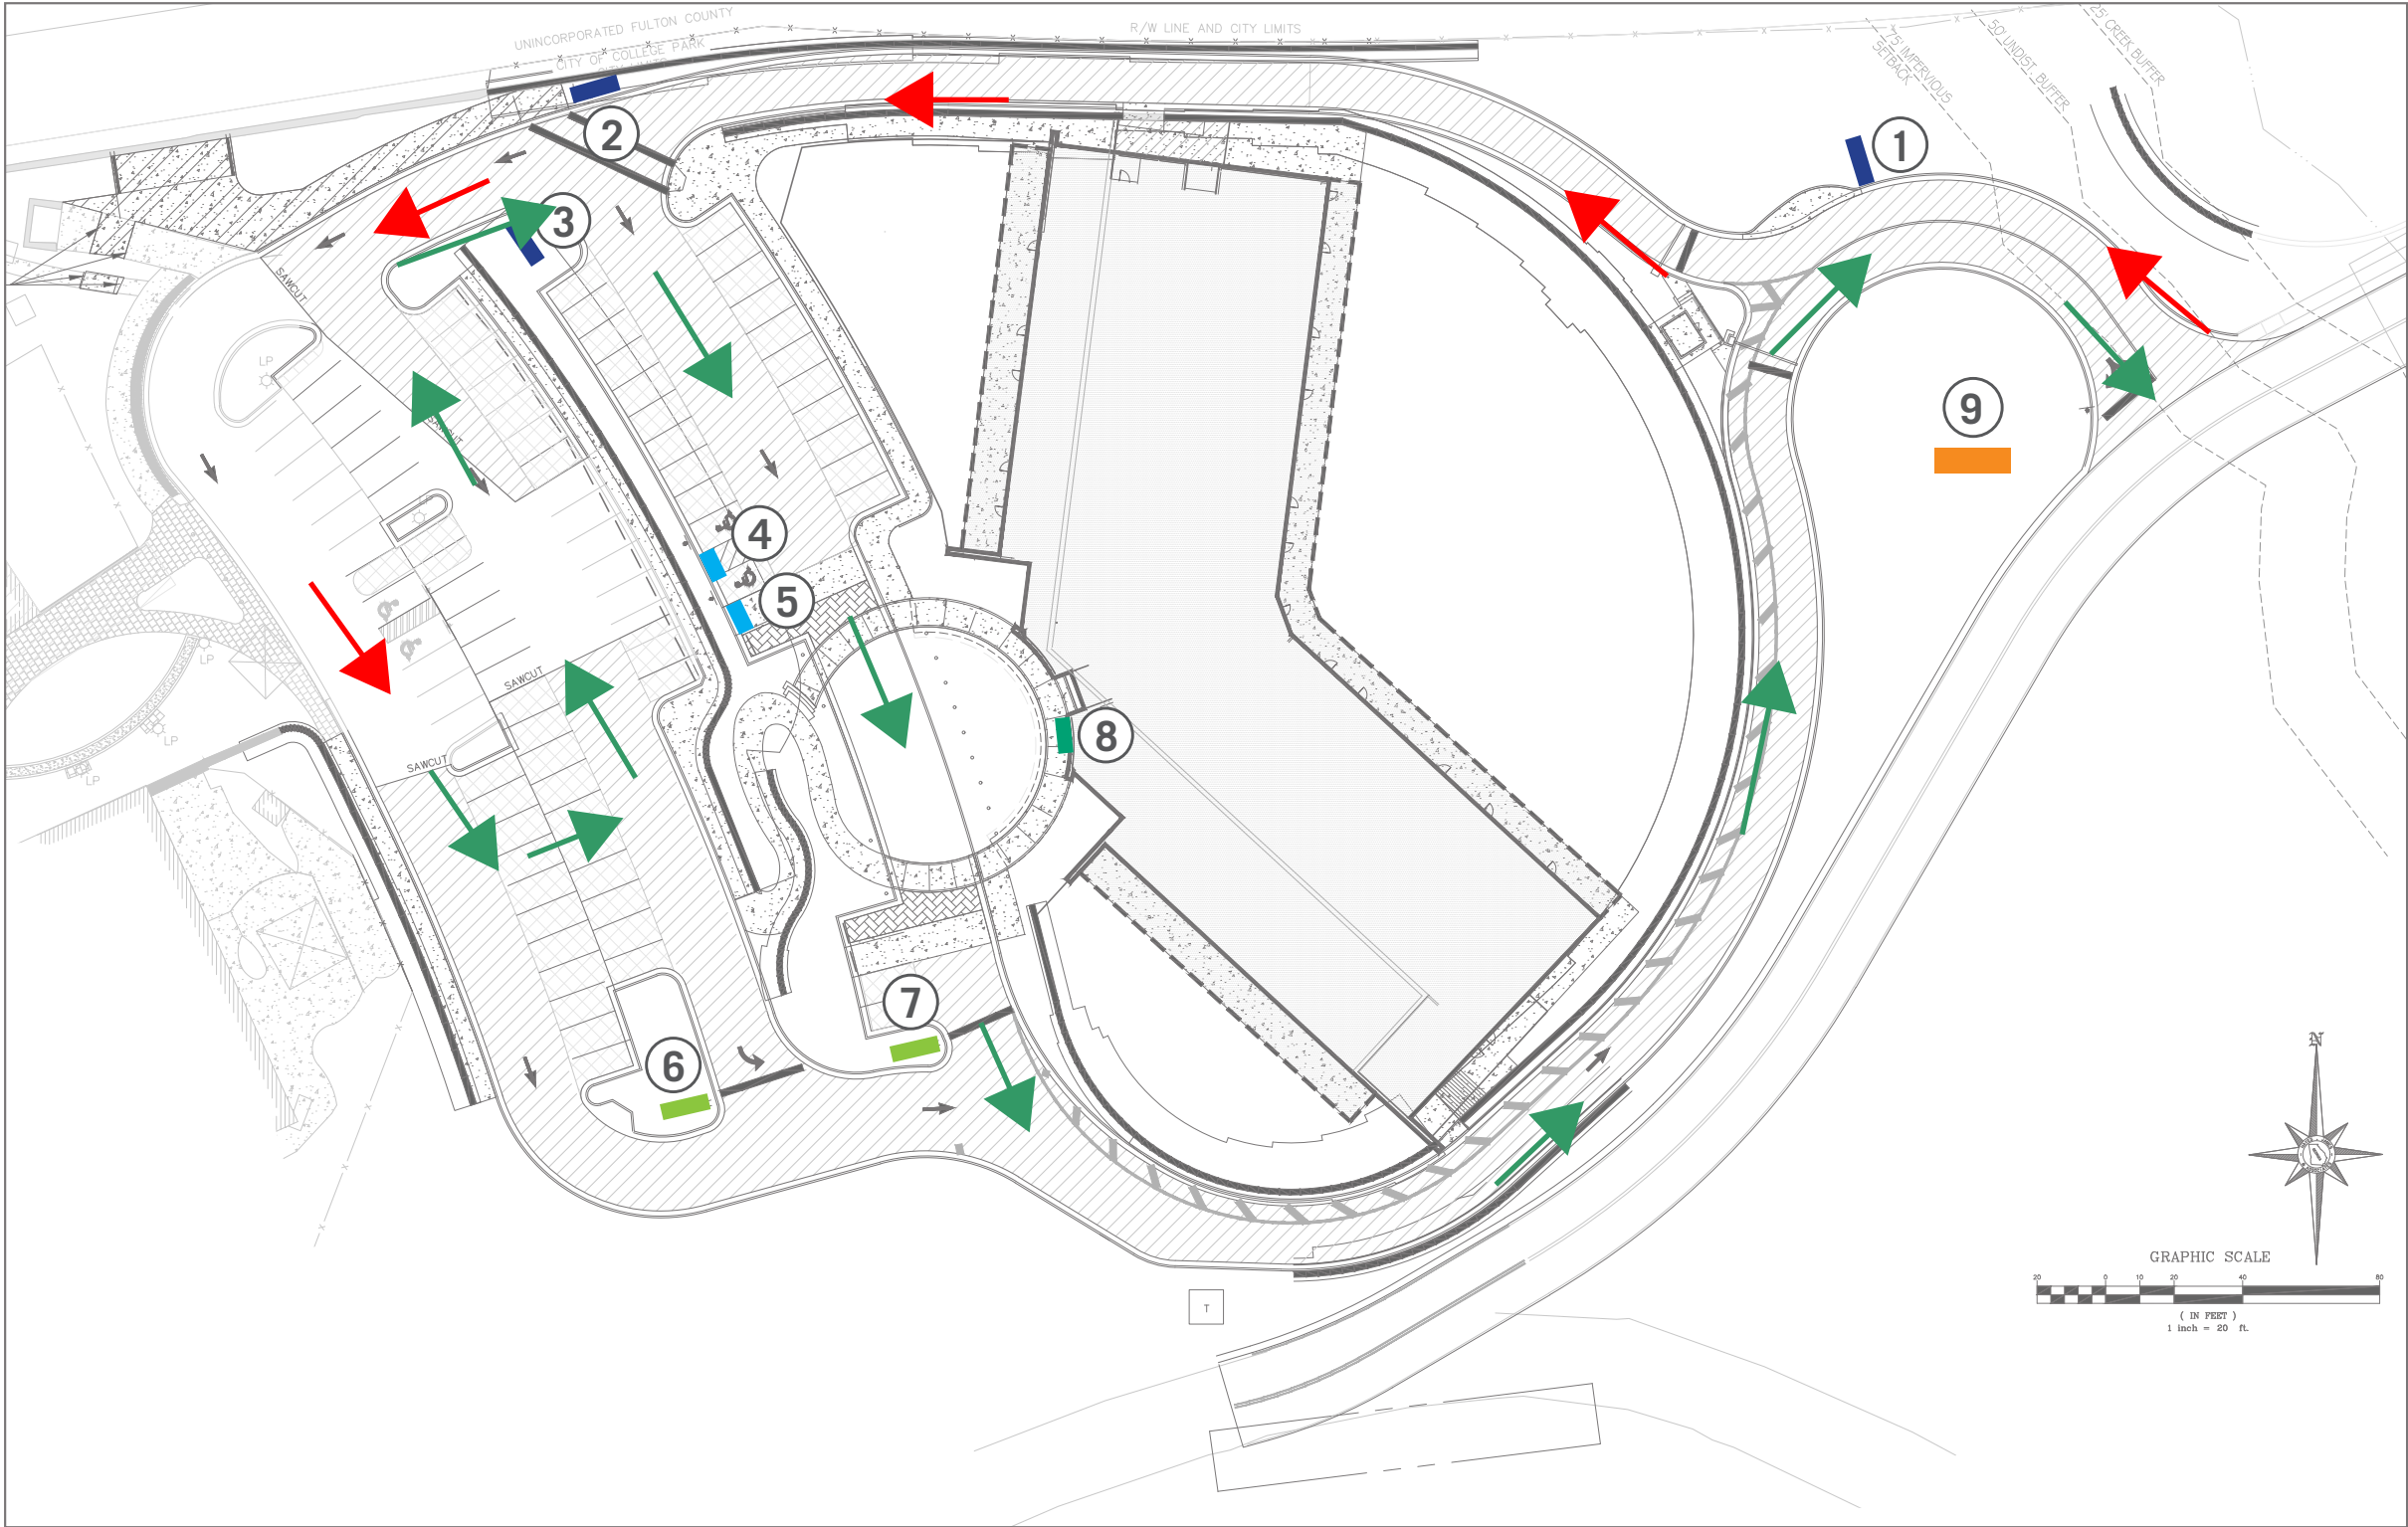 UNINCORPORATED FULTON COUNTY
R/W LINE AND CITY LIMITS
CITY OF COLLEGE PARK
CITY LIMITS
75 IMPERVIOUS
SETBACK
50 UNDIST. BUFFER
25 CREEK BUFFER
1
2
3
SAWCUT
LP
SAWCUT
9
4
5
LP
SAWCUT
8
LP
SAWCUT
LP
7
6
N
GRAPHIC SCALE
20 0 10 20 40 80
( IN FEET )
1 inch = 20 ft.
T